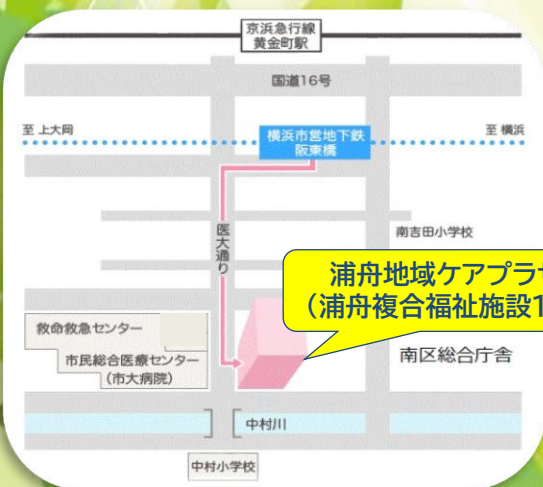 京浜急行線
黄金町駅
国道16号
至 上大岡
横浜市営地下鉄
阪東橋
至 横浜
医大通り
南吉田小学校
浦舟地域ケアプラザ
(浦舟複合福祉施設1
救命救急センター
市民総合医療センター
(市大病院)
南区総合庁舎
中村川
中村小学校